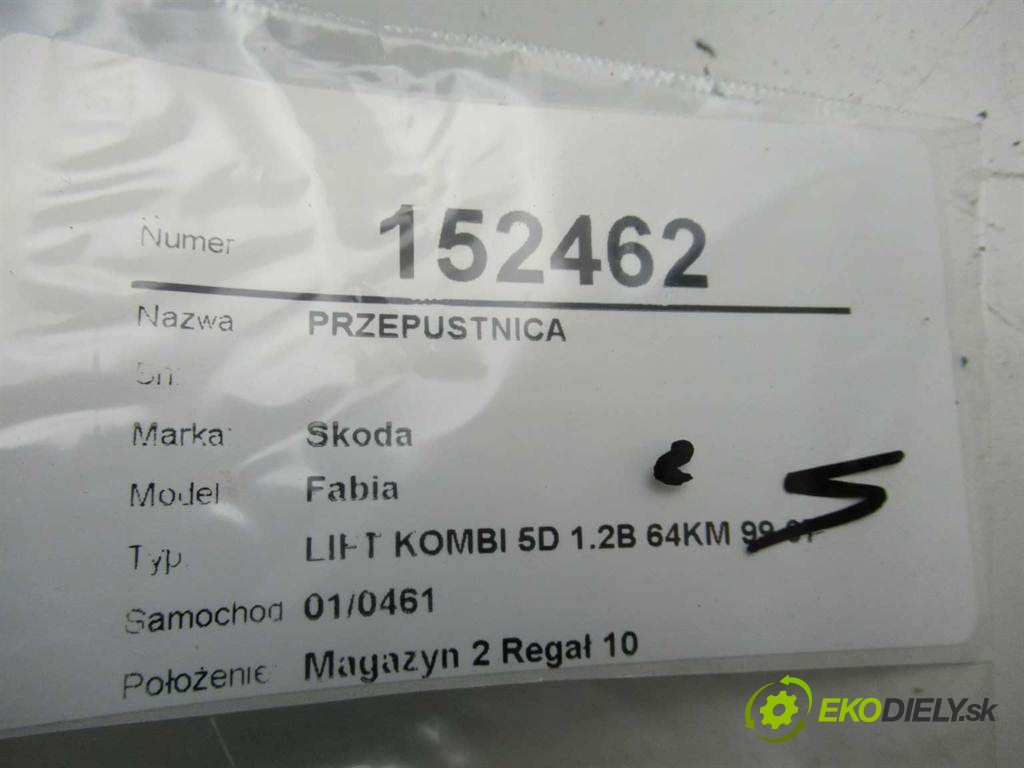 Numer 152462
Nazwa PRZEPUSTNICA
Marka Skoda
Model Fabia
Typ LIFT KOMBI 5D 1.2B 64KM
Samochod 01/0461
Położenie Magazyn 2 Regał 10
EKODIELY.sk